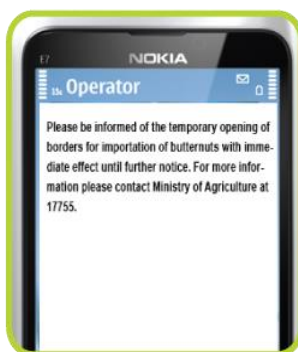 E7 NOKIA
Operator
Please be informed of the temporary opening of
borders for importation of butternuts with imme-
diate effect until further notice. For more infor-
mation please contact Ministry of Agriculture at
17755.